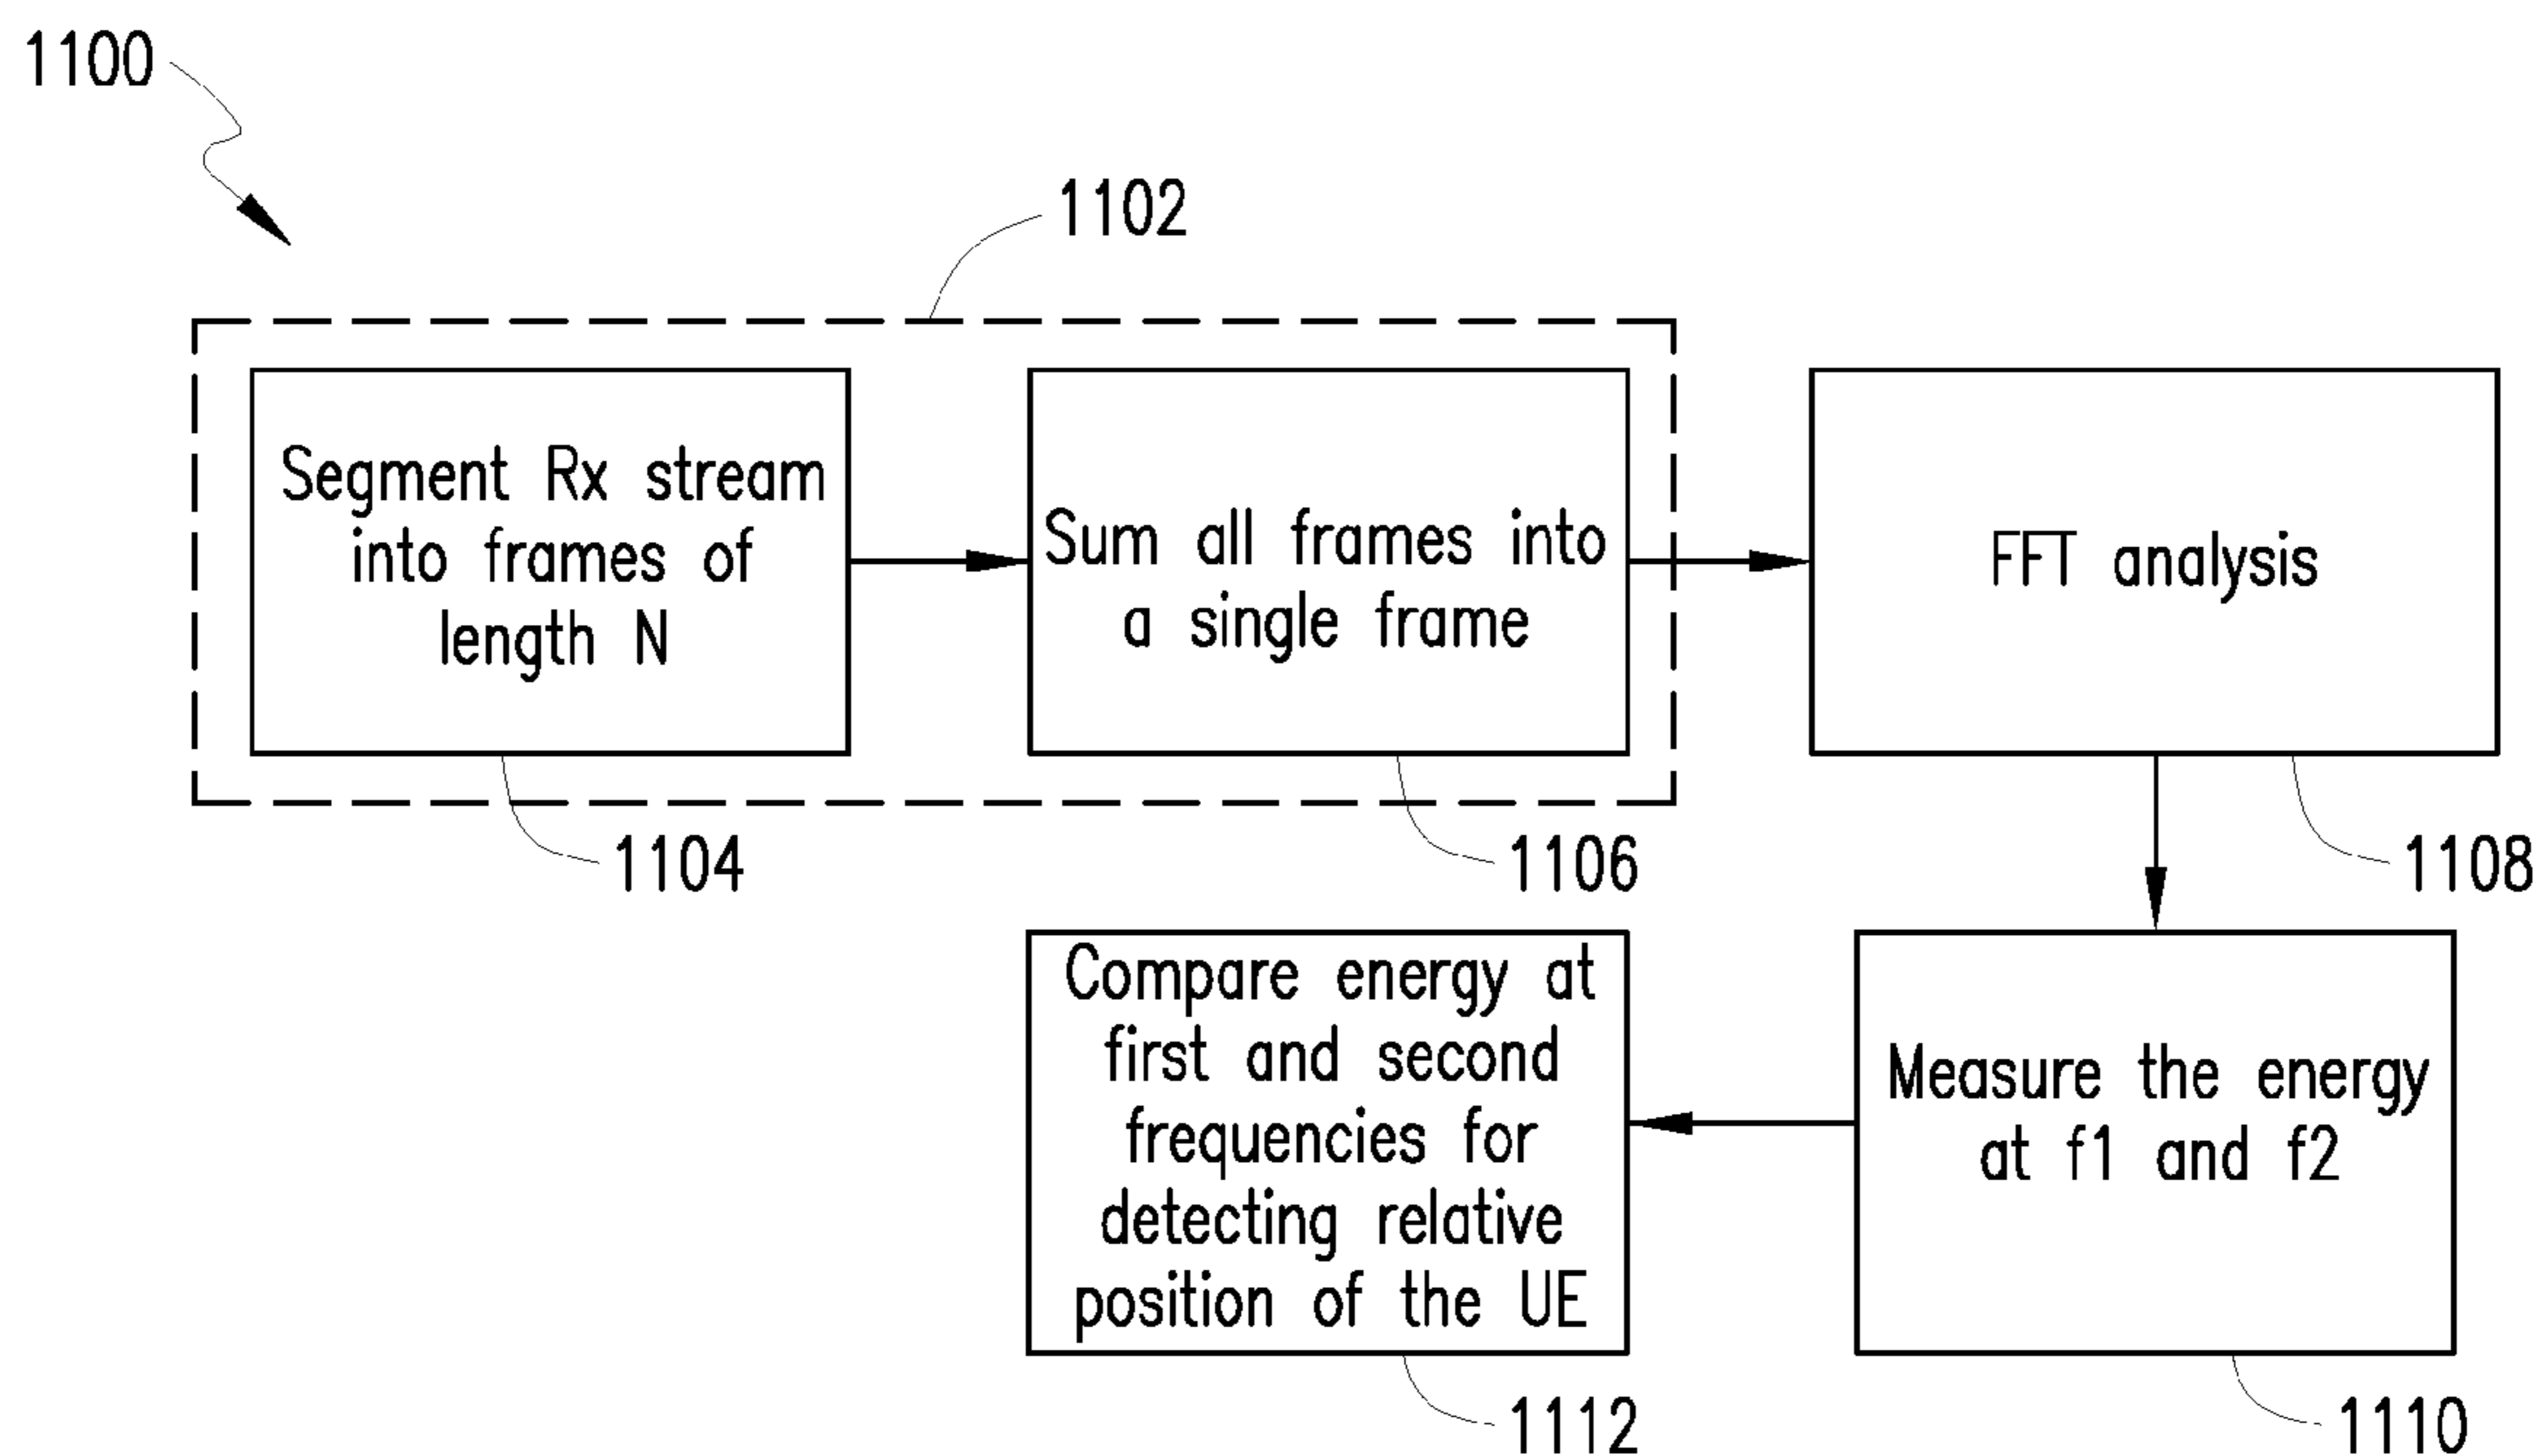 1100
1102
Segment Rx stream
into frames of
length N
Sum all frames into
a single frame
FFT analysis
1104
1106
1108
Compare energy at
first and second
frequencies for
detecting relative
position of the UE
Measure the energy
at f1 and f2
1112
1110